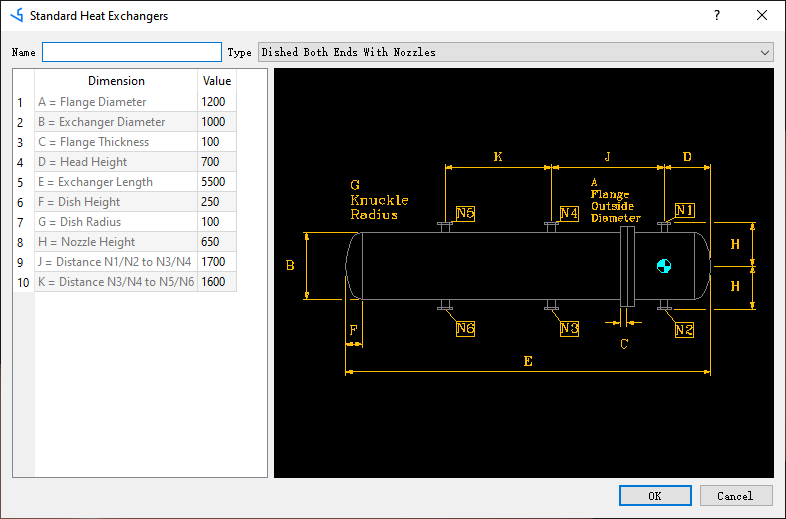 Standard Heat Exchangers
Name
Type Dished Both Ends With Nozzles
Dimension Value
1 A = Flange Diameter 1200
2 B = Exchanger Diameter 1000
3 C = Flange Thickness 100
4 D = Head Height 700
5 E = Exchanger Length 5500
6 F = Dish Height 250
7 G = Dish Radius 100
8 H = Nozzle Height 650
9 J = Distance N1/N2 to N3/N4 1700
10 K = Distance N3/N4 to N5/N6 1600
K J D
G
Knuckle
Radius
A
Flange
Outside
Diameter
N5 N4 N1
B
H
H
F
N6 N3 N2
C
E
OK Cancel